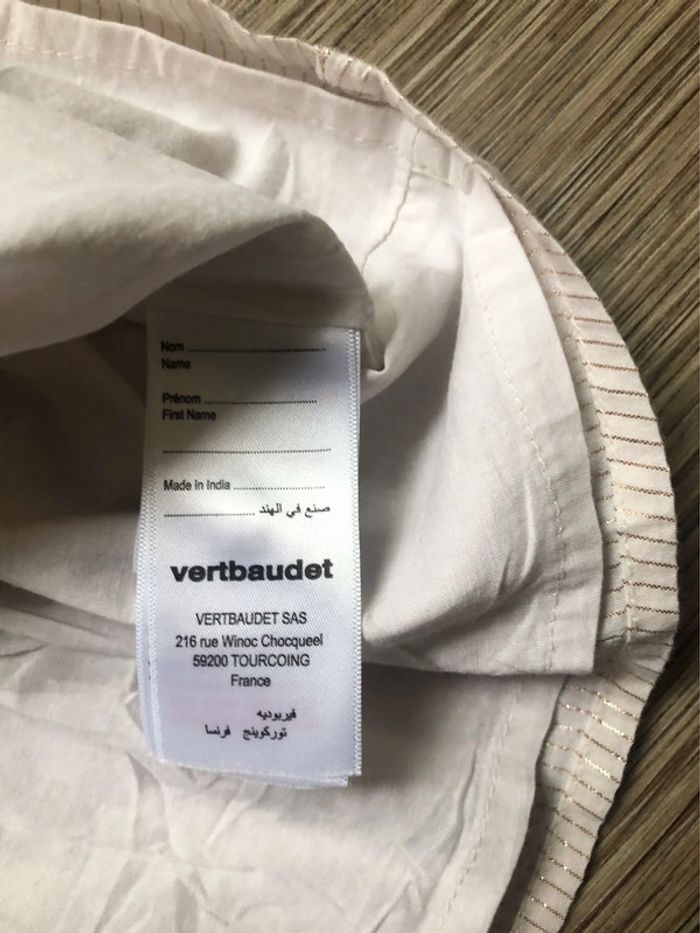 Nom ..............................
Name
Prénom ..............................
First Name
..............................
Made In India ..............................
صنع في الهند ..............................
vertbaudet
VERTBAUDET SAS
216 rue Winoc Chocqueel
59200 TOURCOING
France
فيربوديه
توركوينج فرنسا